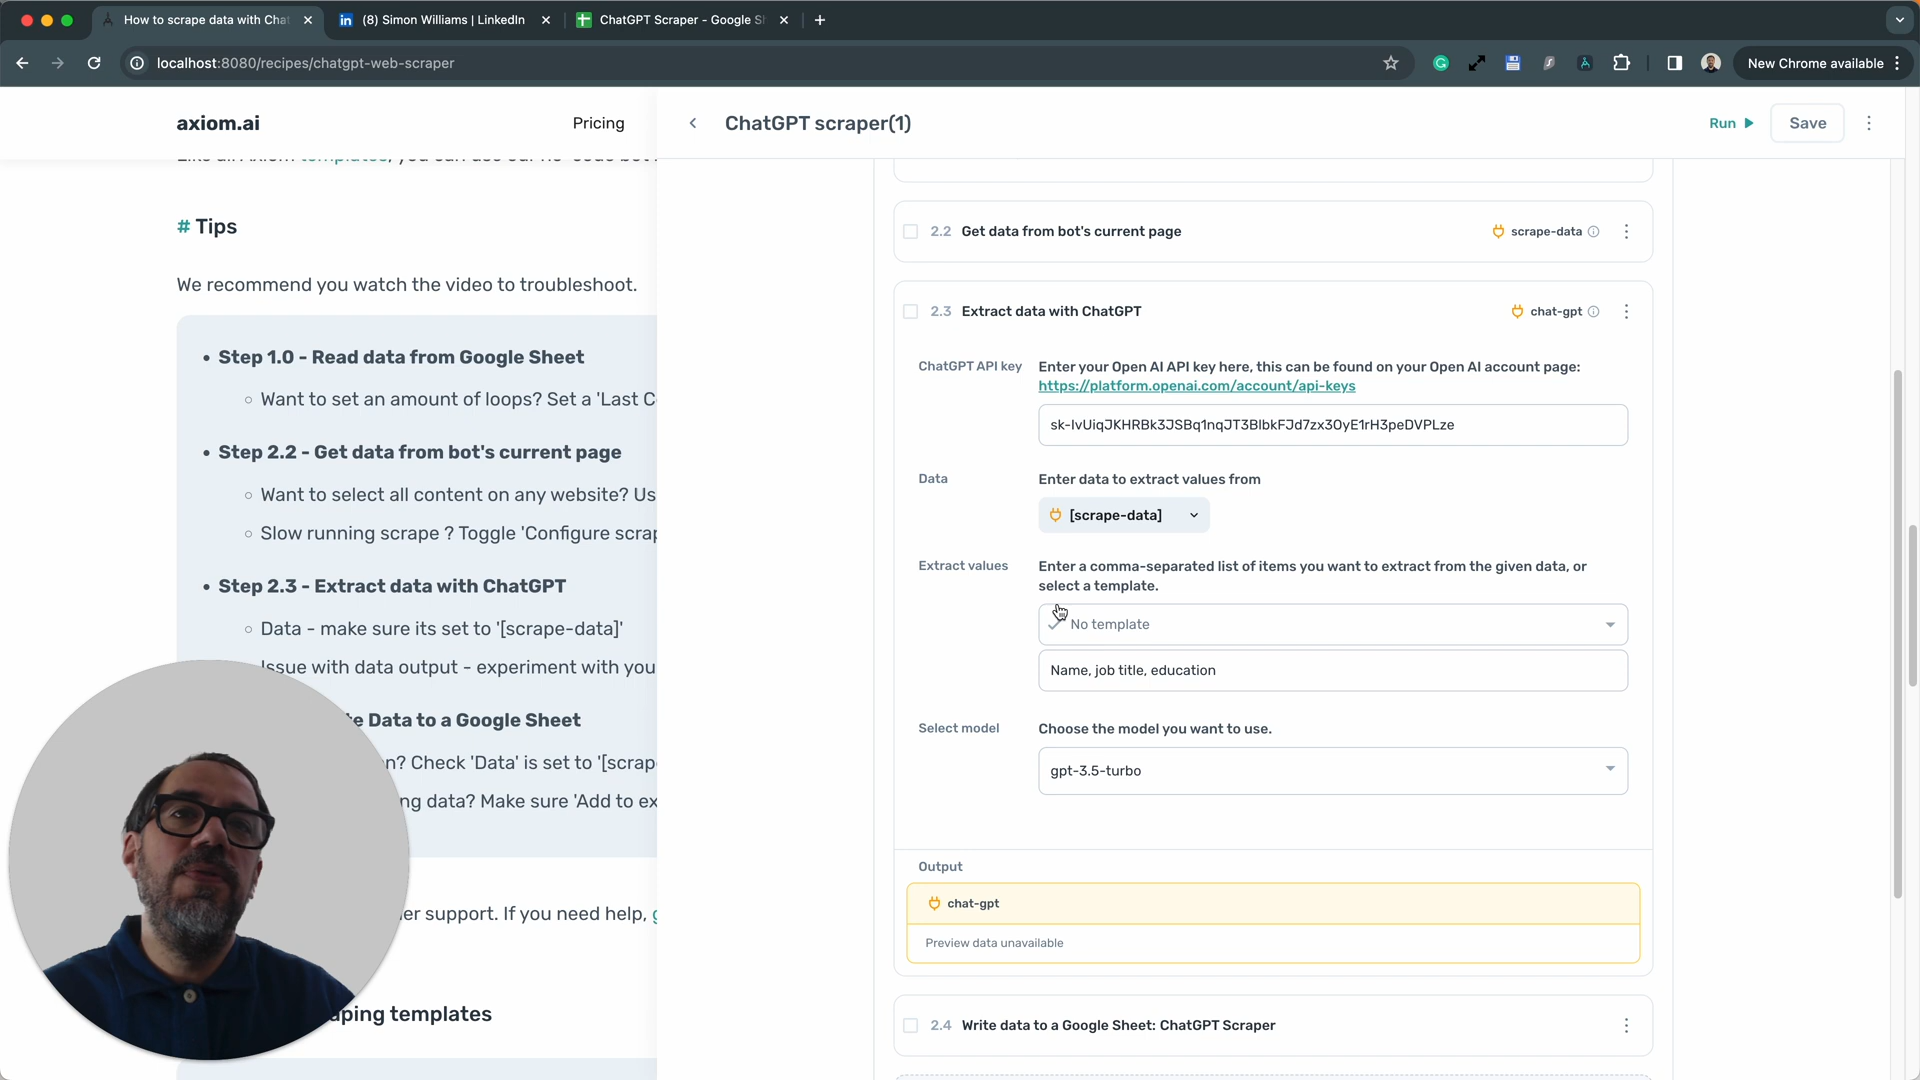 How to scrape data with Chat
(8) Simon Williams | LinkedIn
ChatGPT Scraper - Google Sh
localhost:8080/recipes/chatgpt-web-scraper
New Chrome available
axiom.ai
Pricing
ChatGPT scraper(1)
Run
Save
# Tips
We recommend you watch the video to troubleshoot.
Step 1.0 - Read data from Google Sheet
Want to set an amount of loops? Set a 'Last C
Step 2.2 - Get data from bot's current page
Want to select all content on any website? Us
Slow running scrape ? Toggle 'Configure scrap
Step 2.3 - Extract data with ChatGPT
Data - make sure its set to '[scrape-data]'
Issue with data output - experiment with you
te Data to a Google Sheet
n? Check 'Data' is set to '[scrap
ng data? Make sure 'Add to ex
er support. If you need help, g
ping templates
2.2 Get data from bot's current page
scrape-data
2.3 Extract data with ChatGPT
chat-gpt
ChatGPT API key
Enter your Open AI API key here, this can be found on your Open AI account page:
https://platform.openai.com/account/api-keys
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
Data
Enter data to extract values from
[scrape-data]
Extract values
Enter a comma-separated list of items you want to extract from the given data, or
select a template.
No template
Name, job title, education
Select model
Choose the model you want to use.
gpt-3.5-turbo
Output
chat-gpt
Preview data unavailable
2.4 Write data to a Google Sheet: ChatGPT Scraper